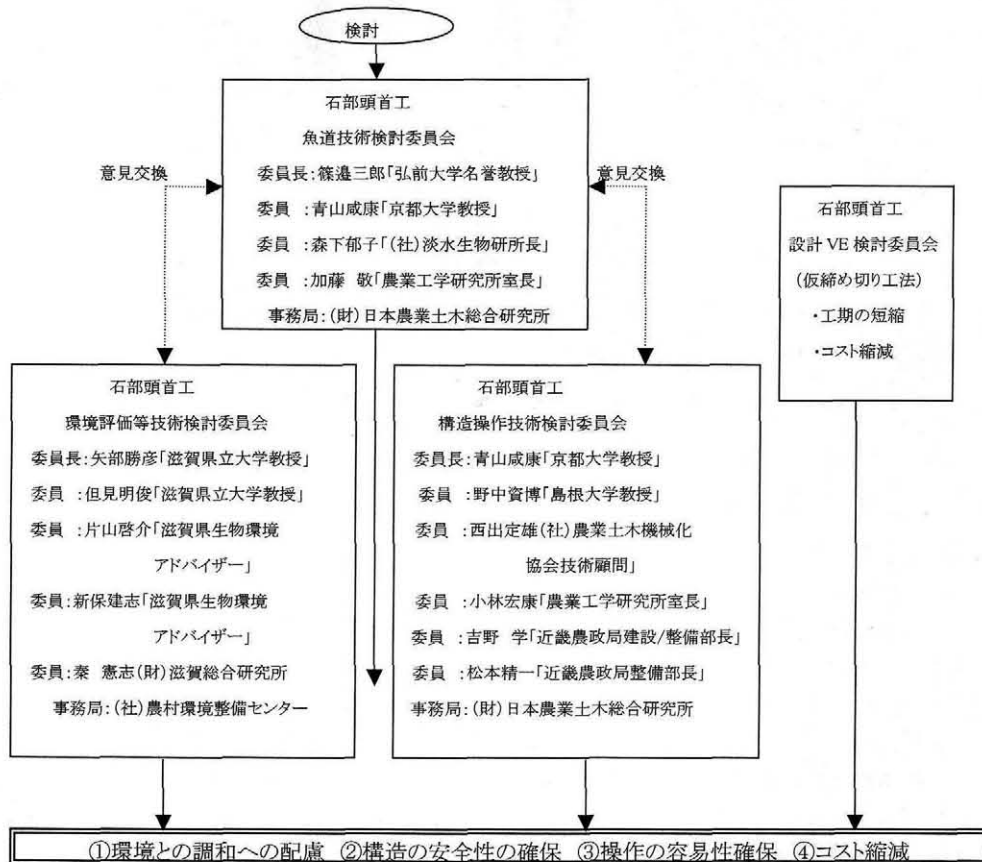 検討
石部頭首工
魚道技術検討委員会
委員長:篠邉三郎「弘前大学名誉教授」
委員　:青山咸康「京都大学教授」
委員　:森下郁子「(社)淡水生物研所長」
委員　:加藤　敬「農業工学研究所室長」
事務局:(財)日本農業土木総合研究所
意見交換
意見交換
石部頭首工
設計 VE 検討委員会
(仮締め切り工法)
・工期の短縮
・コスト縮減
石部頭首工
環境評価等技術検討委員会
委員長:矢部勝彦「滋賀県立大学教授」
委員　:但見明俊「滋賀県立大学教授」
委員　:片山啓介「滋賀県生物環境
アドバイザー」
委員:新保建志「滋賀県生物環境
アドバイザー」
委員:秦　憲志(財)滋賀総合研究所
事務局:(社)農村環境整備センター
石部頭首工
構造操作技術検討委員会
委員長:青山咸康「京都大学教授」
委員　:野中資博「島根大学教授」
委員　:西出定雄(社)農業土木機械化
協会技術顧問」
委員　:小林宏康「農業工学研究所室長」
委員　:吉野　学「近畿農政局建設/整備部長」
委員　:松本精一「近畿農政局整備部長」
事務局:(財)日本農業土木総合研究所
①環境との調和への配慮 ②構造の安全性の確保 ③操作の容易性確保 ④コスト縮減